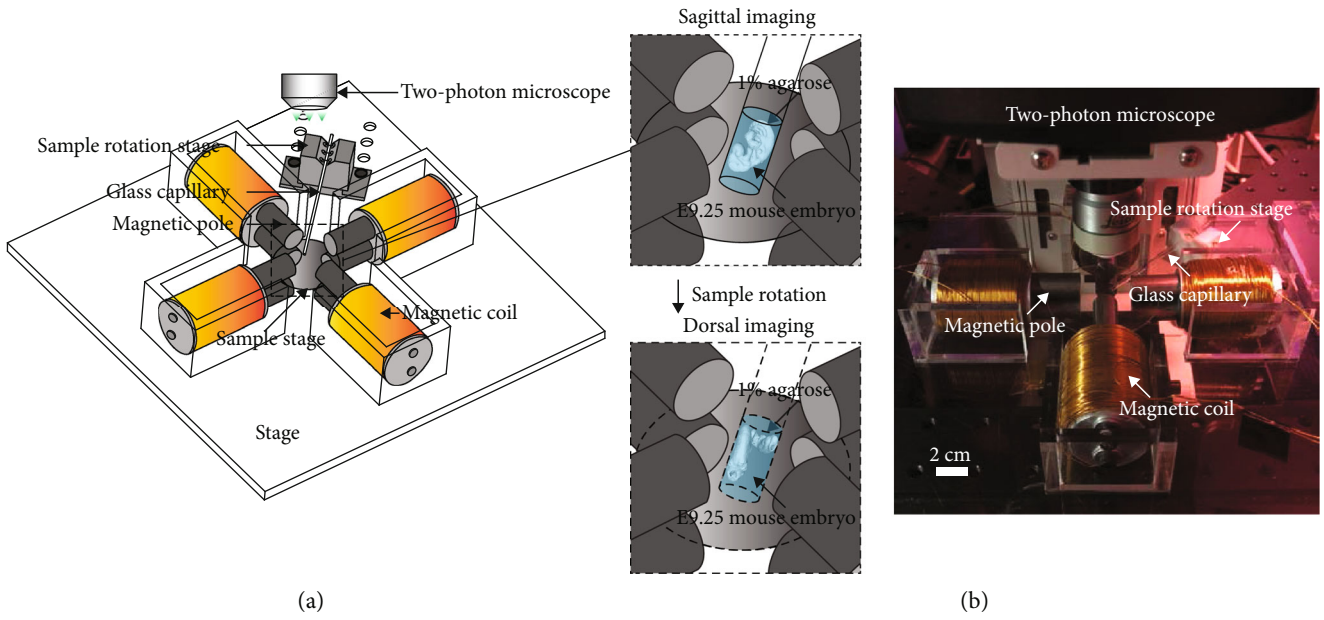 Two-photon microscope
Sample rotation stage
Glass capillary
Magnetic pole
Magnetic coil
Sample stage
Stage
Sagittal imaging
1% agarose
E9.25 mouse embryo
Sample rotation
Dorsal imaging
1% agarose
E9.25 mouse embryo
(a)
Two-photon microscope
Sample rotation stage
Glass capillary
Magnetic pole
Magnetic coil
2 cm
(b)